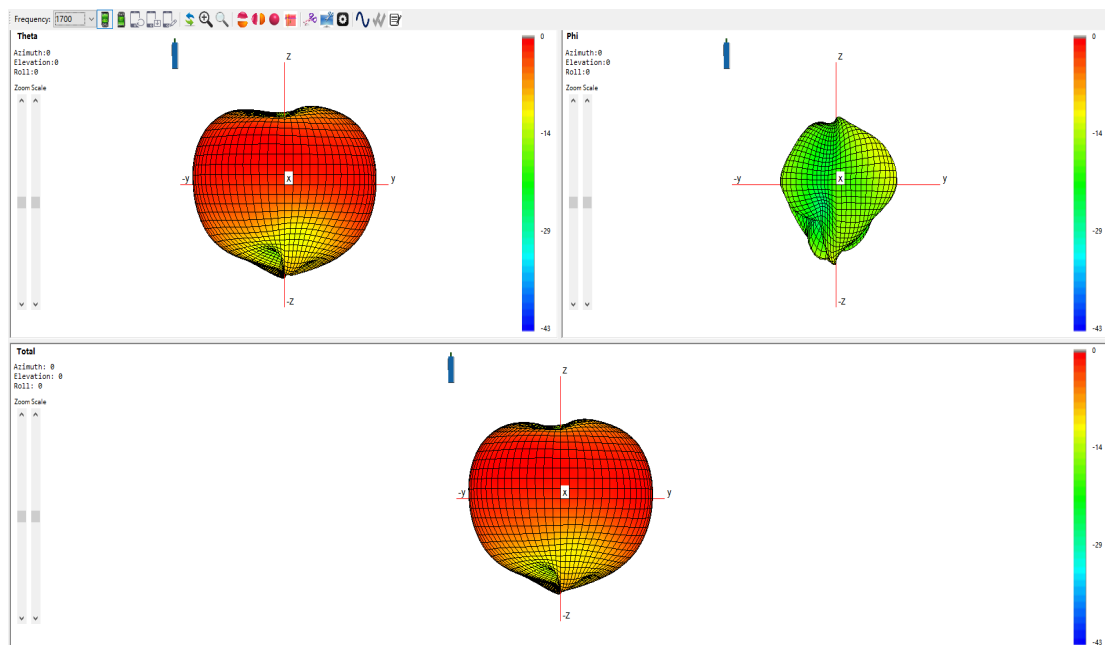 Frequency: 1700
Theta
Azimuth:0
Elevation:0
Roll:0
Zoom Scale
Z
-y
X
y
-Z
0
-14
-29
-43
Phi
Azimuth:0
Elevation:0
Roll:0
Zoom Scale
Z
-y
X
y
-Z
0
-14
-29
-43
Total
Azimuth: 0
Elevation: 0
Roll: 0
Zoom Scale
Z
-y
X
y
-Z
0
-14
-29
-43